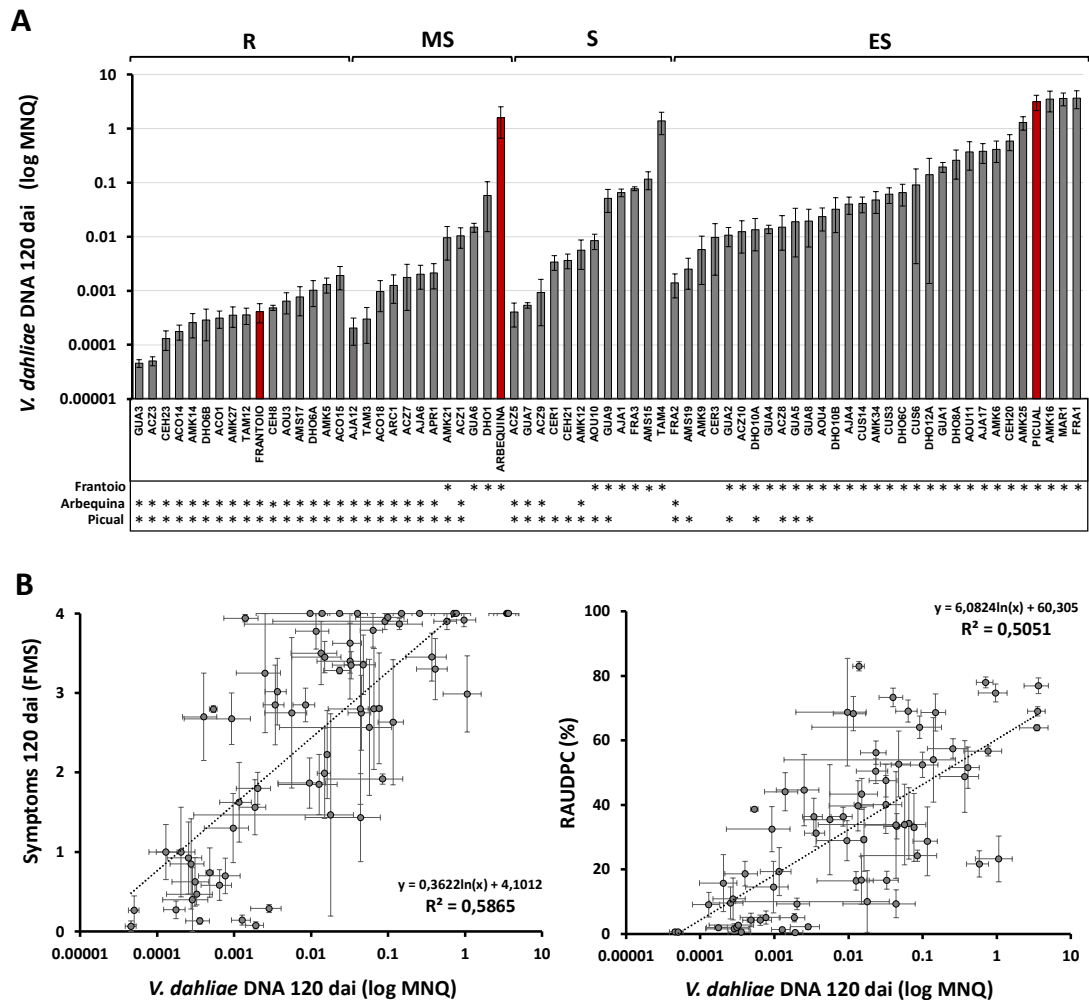 A
R MS S ES
V. dahliae DNA 120 dai (log MNQ)
10
1
0.1
0.01
0.001
0.0001
0.00001
GUA3
ACZ3
CEH23
ACO14
AMK14
DHO6B
ACO1
AMK27
TAM12
FRANTOIO
CEH8
AOU3
AMS17
DHO6A
AMK5
ACO15
AJA12
TAM3
ACO18
ARC1
ACZ7
AJA6
APR1
AMK21
ACZ1
GUA6
DHO1
ARBEQUINA
ACZ5
GUA7
ACZ9
CER1
CEH21
AMK12
AOU10
GUA9
AJA1
FRA3
AMS15
TAM4
FRA2
AMS19
AMK9
CER3
GUA2
ACZ10
DHO10A
GUA4
ACZ8
GUA5
GUA8
AOU4
DHO10B
AJA4
CUS14
AMK34
CUS3
DHO6C
CUS6
DHO12A
GUA1
DHO8A
AOU11
AJA17
AMK6
CEH20
AMK25
PICUAL
AMK16
MAR1
FRA1
Frantoio
Arbequina
Picual
B
Symptoms 120 dai (FMS)
4
3
2
1
0
y = 0,3622ln(x) + 4,1012
R² = 0,5865
0.00001 0.0001 0.001 0.01 0.1 1 10
V. dahliae DNA 120 dai (log MNQ)
RAUDPC (%)
100
80
60
40
20
0
y = 6,0824ln(x) + 60,305
R² = 0,5051
0.00001 0.0001 0.001 0.01 0.1 1 10
V. dahliae DNA 120 dai (log MNQ)